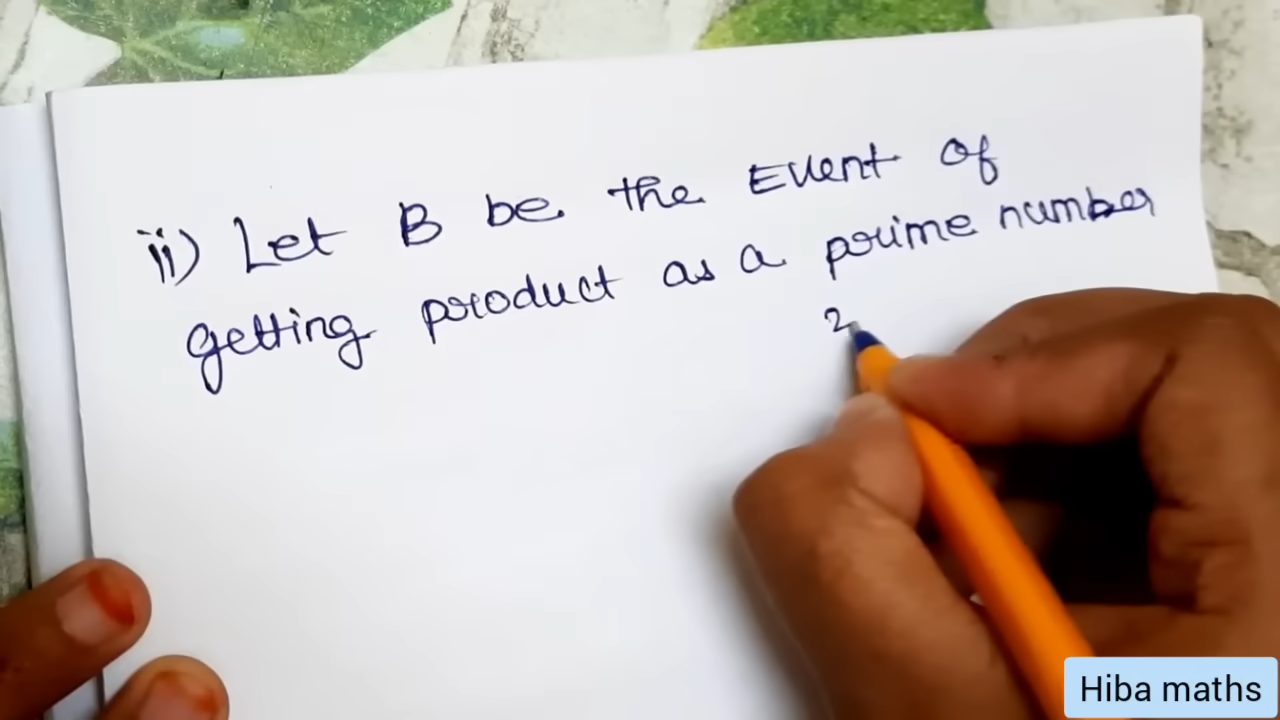 ii) Let B be the Event of
getting product as a prime number
2
Hiba maths